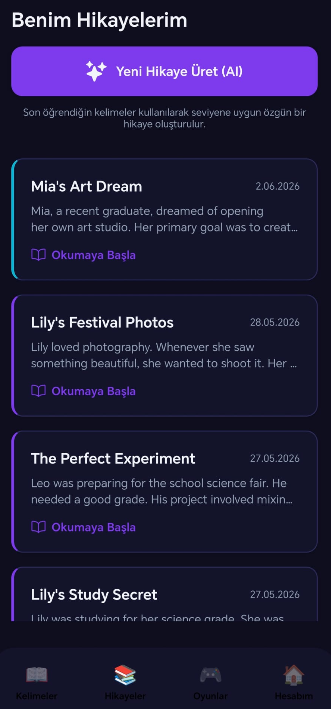 Benim Hikayelerim
Yeni Hikaye Üret (AI)
Son öğrendiğin kelimeler kullanılarak seviyene uygun özgün bir
hikaye oluşturulur.
Mia's Art Dream
2.06.2026
Mia, a recent graduate, dreamed of opening
her own art studio. Her primary goal was to creat...
Okumaya Başla
Lily's Festival Photos
28.05.2026
Lily loved photography. Whenever she saw
something beautiful, she wanted to shoot it. Her ...
Okumaya Başla
The Perfect Experiment
27.05.2026
Leo was preparing for the school science fair. He
needed a good grade. His project involved mixin...
Okumaya Başla
Lily's Study Secret
27.05.2026
Lily was studying for her science grade. She was
Kelimeler
Hikayeler
Oyunlar
Hesabım